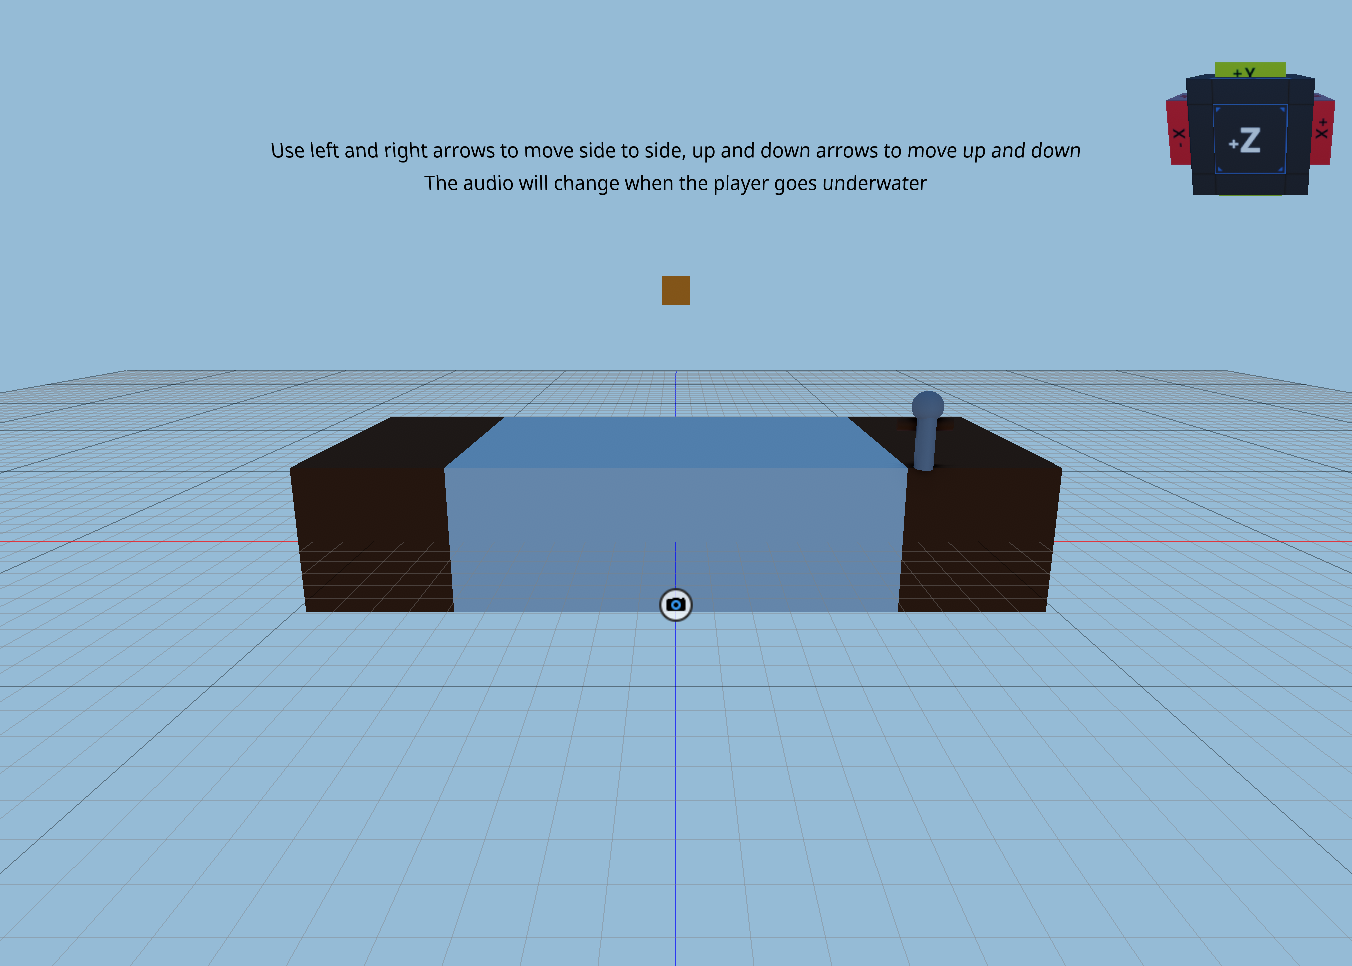 +Y
-X
+Z
+X
Use left and right arrows to move side to side, up and down arrows to move up and down
The audio will change when the player goes underwater